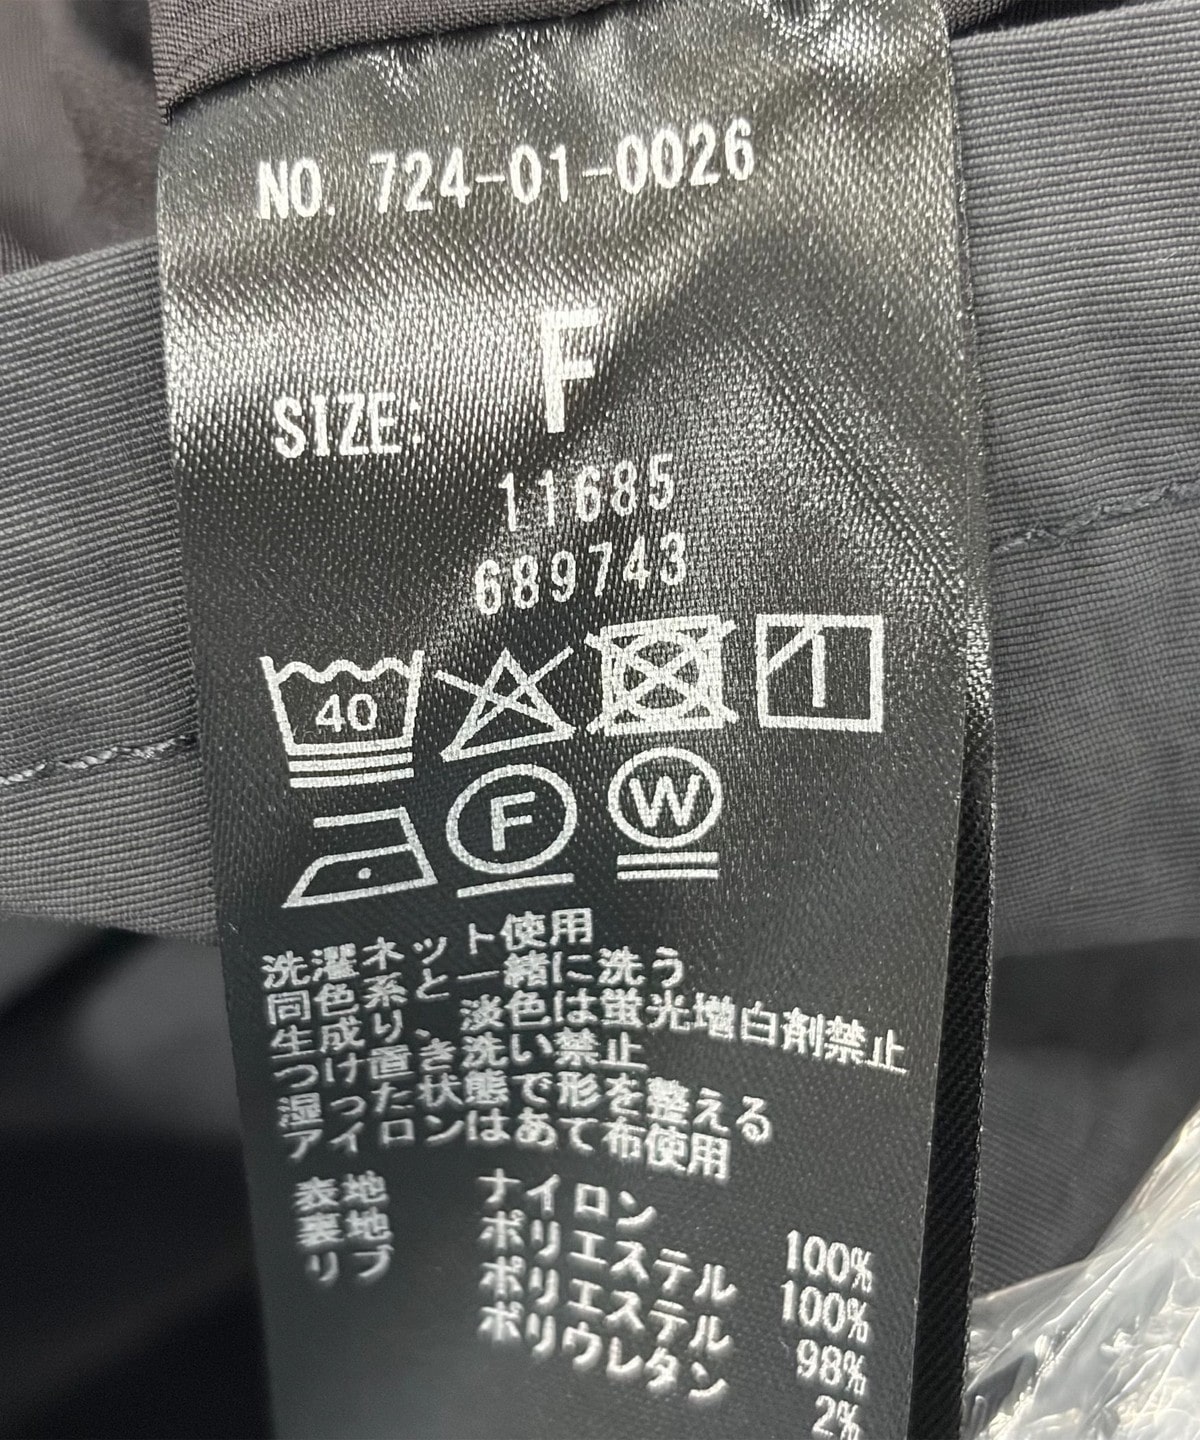 NO. 724-01-0026
SIZE: F
11685
689743
40
F W
洗濯ネット使用
同色系と一緒に洗う
生成り、淡色は蛍光増白剤禁止
つけ置き洗い禁止
湿った状態で形を整える
アイロンはあて布使用
表地 ナイロン 100%
裏地 ポリエステル 100%
リブ ポリエステル 98%
ポリウレタン 2%